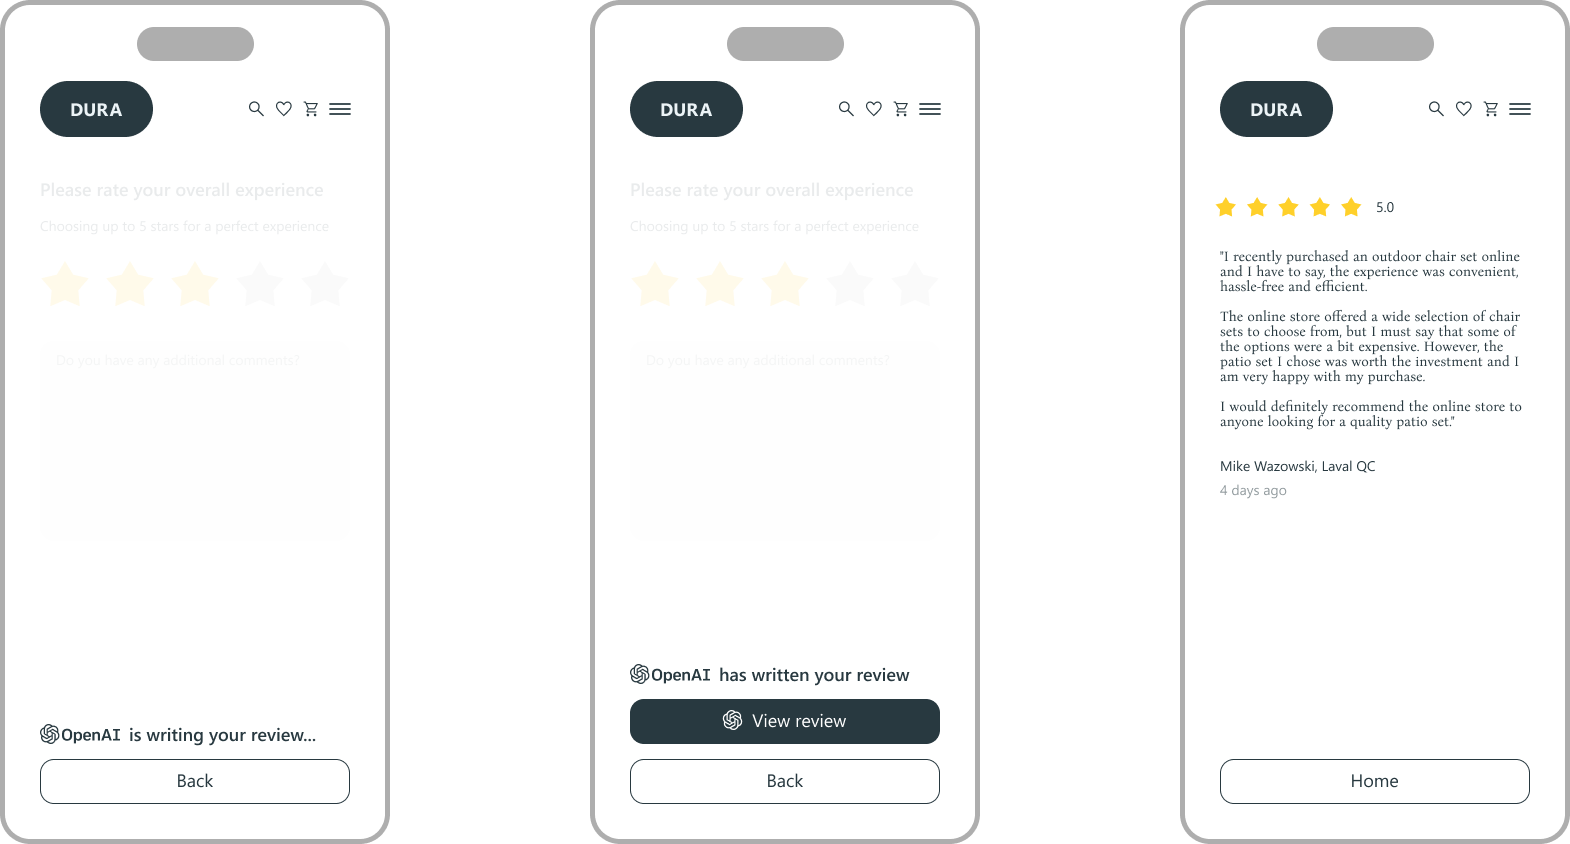 DURA
Please rate your overall experience
Choosing up to 5 stars for a perfect experience
Do you have any additional comments?
OpenAI is writing your review...
Back
DURA
Please rate your overall experience
Choosing up to 5 stars for a perfect experience
Do you have any additional comments?
OpenAI has written your review
View review
Back
DURA
5.0
"I recently purchased an outdoor chair set online
and I have to say, the experience was convenient,
hassle-free and efficient.
The online store offered a wide selection of chair
sets to choose from, but I must say that some of
the options were a bit expensive. However, the
patio set I chose was worth the investment and I
am very happy with my purchase.
I would definitely recommend the online store to
anyone looking for a quality patio set."
Mike Wazowski, Laval QC
4 days ago
Home